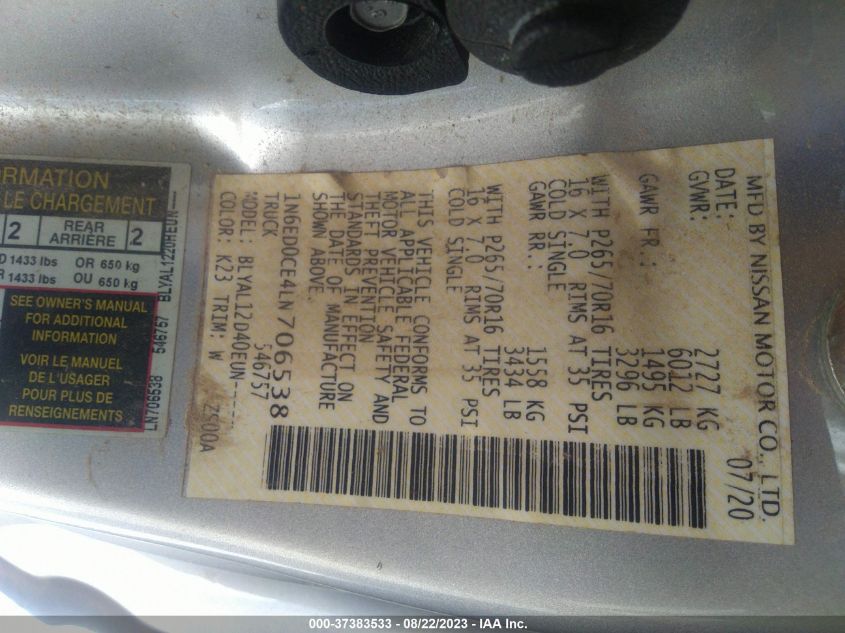 RMATION
LE CHARGEMENT
2 REAR ARRIÈRE 2
1433 lbs OR 650 kg
1433 lbs OU 650 kg
SEE OWNER'S MANUAL
FOR ADDITIONAL
INFORMATION
VOIR LE MANUEL
DE L'USAGER
POUR PLUS DE
RENSEIGNEMENTS
LN706538 546757 BLYAL1220HEUN----
MFD BY NISSAN MOTOR CO., LTD.
DATE: 07/20
GVWR: 2727 KG
6012 LB
GAWR FR.: 1495 KG
3296 LB
WITH P265/70R16 TIRES
16 X 7.0 RIMS AT 35 PSI
COLD SINGLE
GAWR RR.: 1558 KG
3434 LB
WITH P265/70R16 TIRES
16 X 7.0 RIMS AT 35 PSI
COLD SINGLE
THIS VEHICLE CONFORMS TO
ALL APPLICABLE FEDERAL
MOTOR VEHICLE SAFETY AND
THEFT PREVENTION
STANDARDS IN EFFECT ON
THE DATE OF MANUFACTURE
SHOWN ABOVE.
1N6ED0CE4LN706538
TRUCK 546757
MODEL: BLYAL12D40EUN-----
COLOR: K23 TRIM: W ZS00A
000-37383533 - 08/22/2023 - IAA Inc.